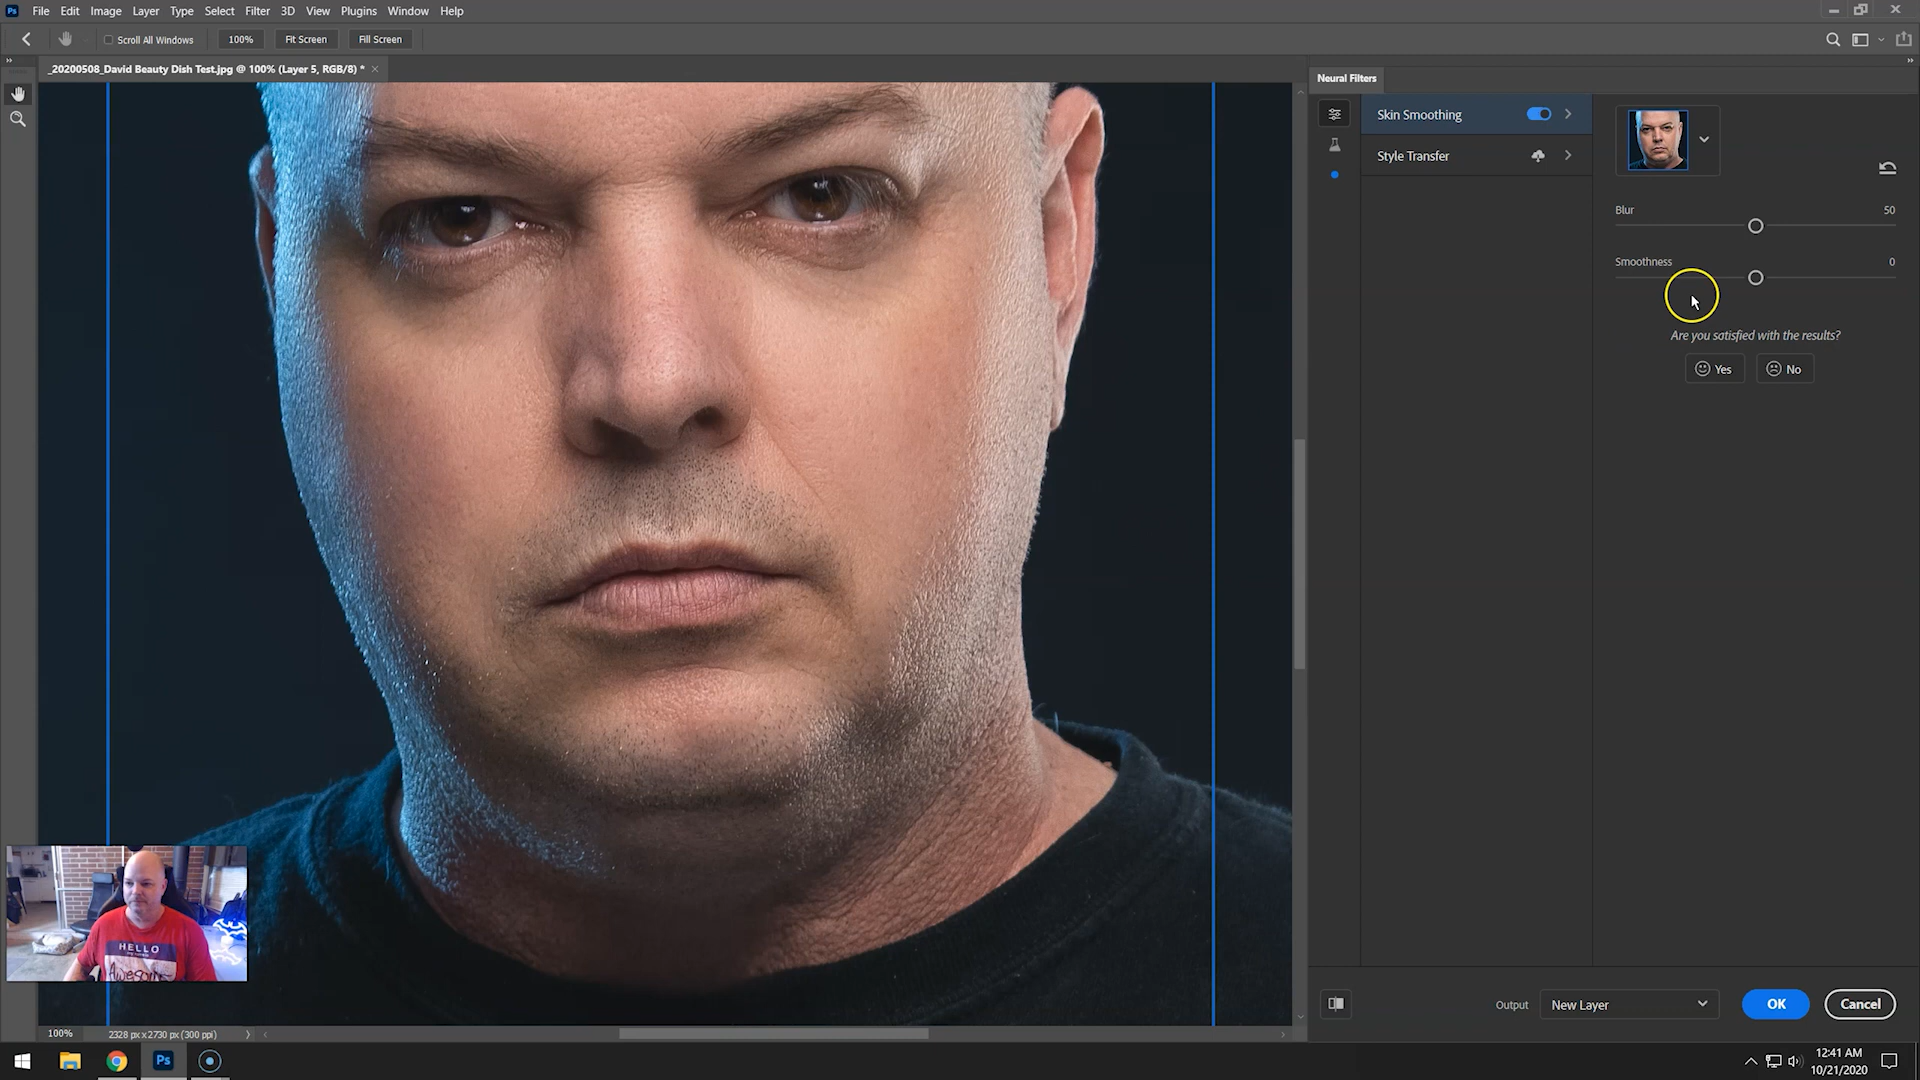 Ps File Edit Image Layer Type Select Filter 3D View Plugins Window Help
Scroll All Windows 100% Fit Screen Fill Screen
_20200508_David Beauty Dish Test.jpg @ 100% (Layer 5, RGB/8) *
Neural Filters
Skin Smoothing
Style Transfer
Blur 50
Smoothness 0
Are you satisfied with the results?
Yes No
HELLO
Awesome
Output New Layer OK Cancel
100% 2328 px x 2730 px (300 ppi)
Ps
12:41 AM
10/21/2020